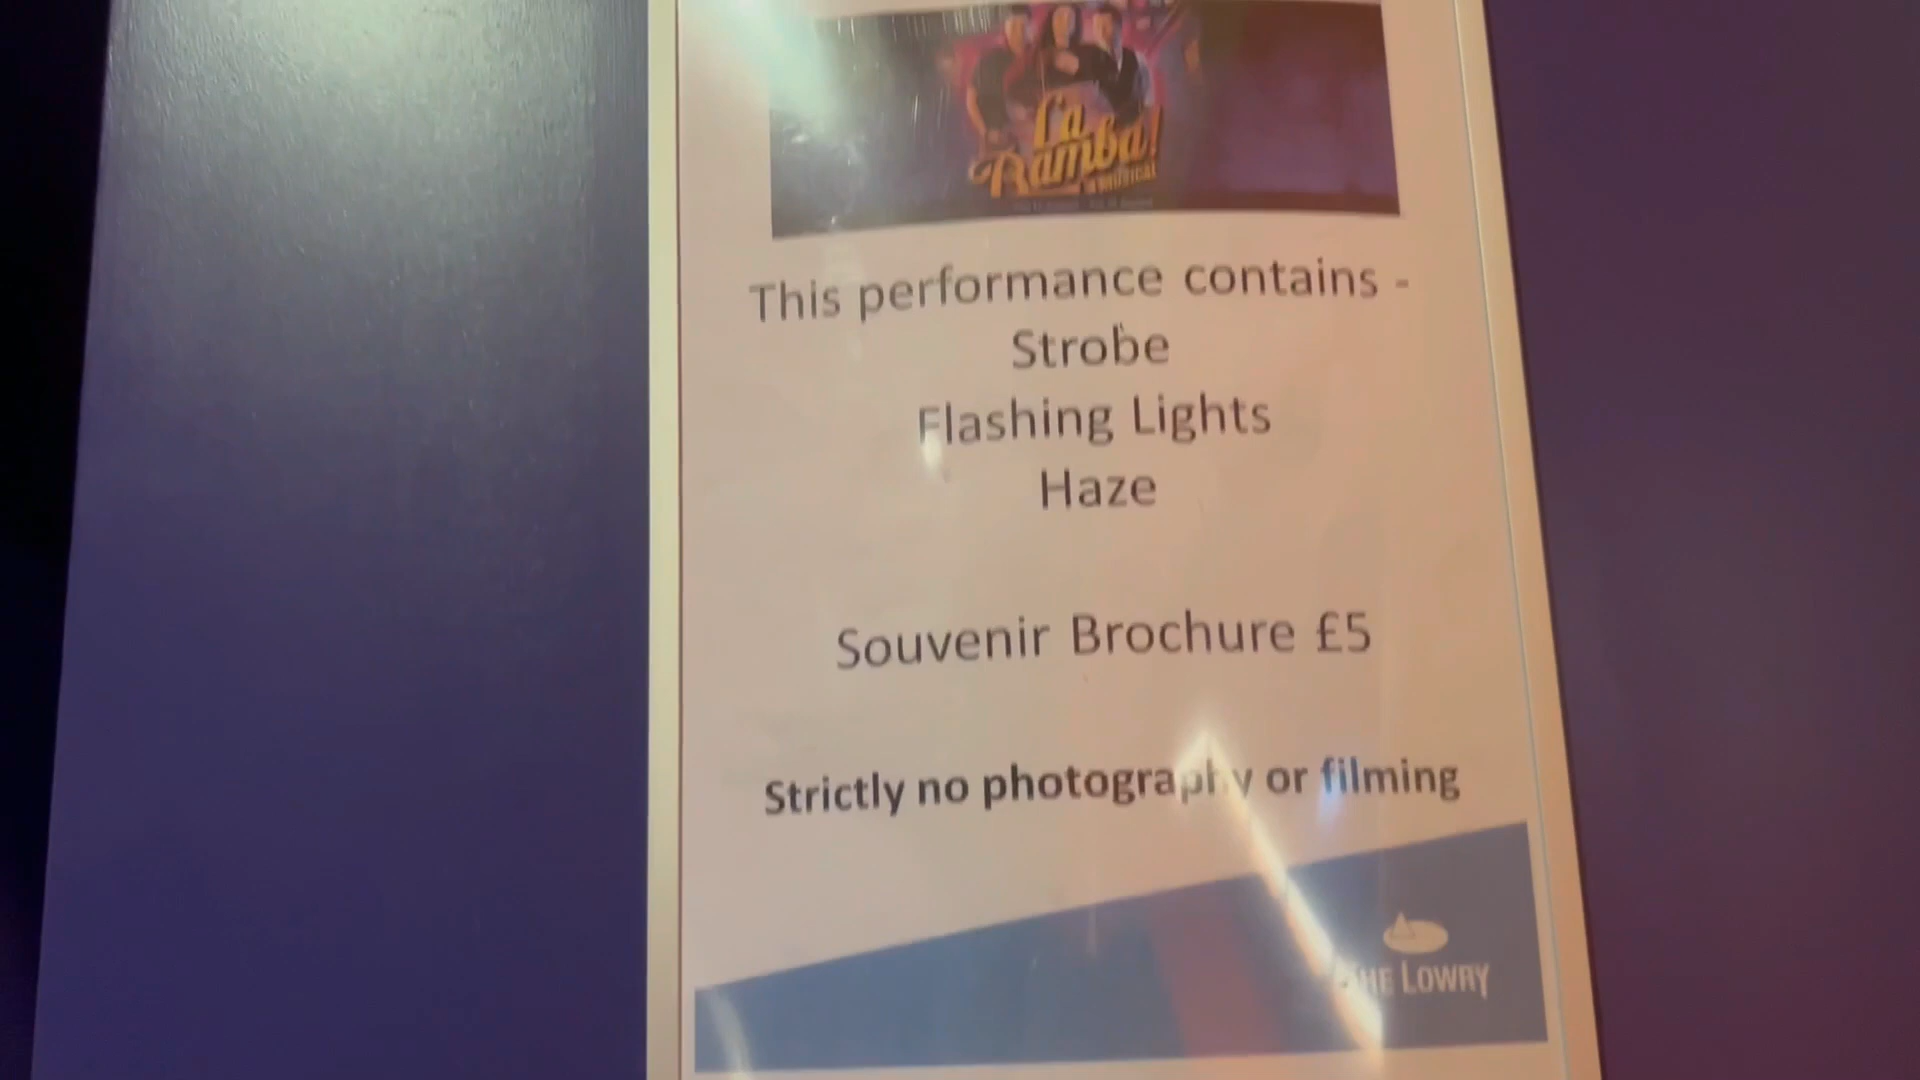 La
Bamba!
A MUSICAL
This performance contains -
Strobe
Flashing Lights
Haze
Souvenir Brochure £5
Strictly no photography or filming
THE LOWRY